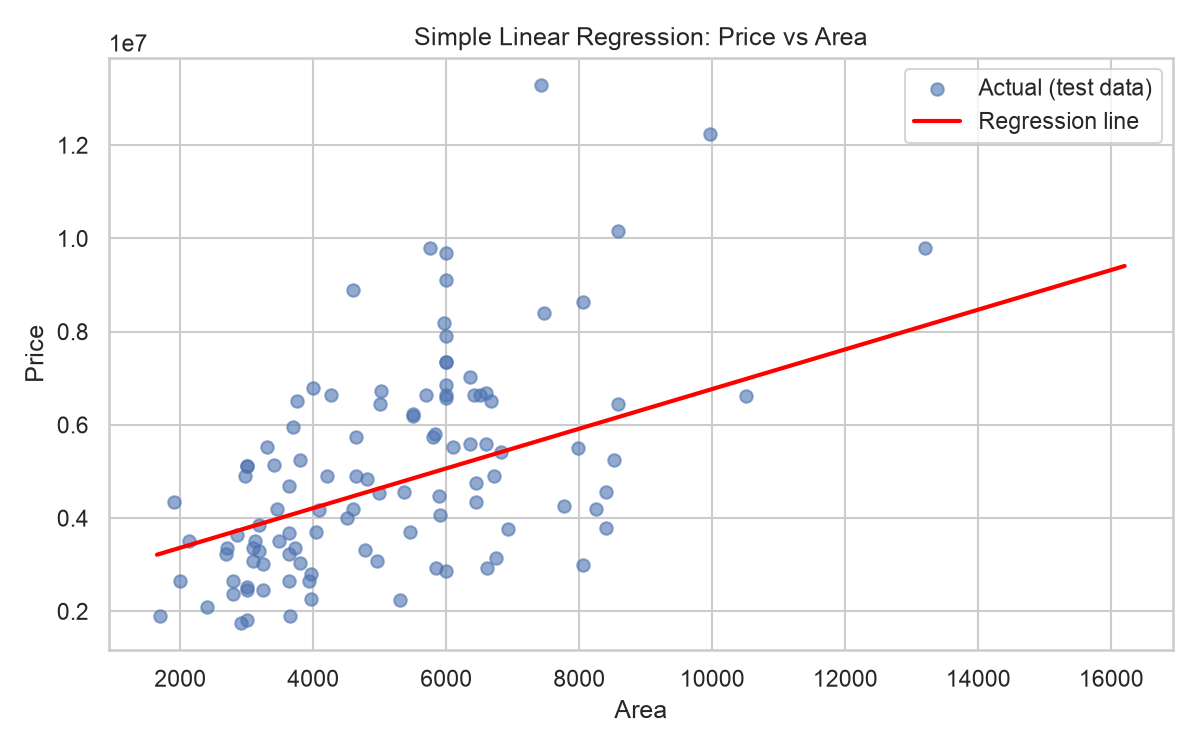 Simple Linear Regression: Price vs Area
1e7
Actual (test data)
Regression line
1.2
1.0
0.8
0.6
0.4
0.2
Price
2000 4000 6000 8000 10000 12000 14000 16000
Area